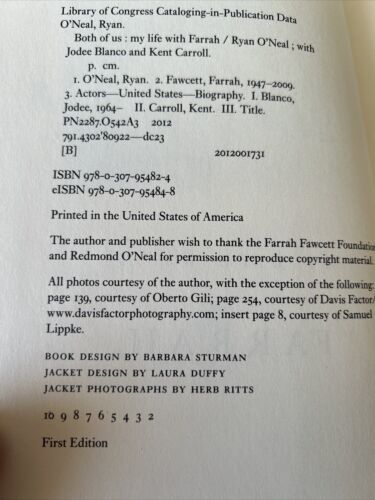 Library of Congress Cataloging-in-Publication Data
O'Neal, Ryan.
Both of us : my life with Farrah / Ryan O'Neal ; with
Jodee Blanco and Kent Carroll.
p. cm.
1. O'Neal, Ryan. 2. Fawcett, Farrah, 1947–2009.
3. Actors—United States—Biography. I. Blanco,
Jodee, 1964– II. Carroll, Kent. III. Title.
PN2287.O542A3 2012
791.4302'80922—dc23
[B] 2012001731
ISBN 978-0-307-95482-4
eISBN 978-0-307-95484-8
Printed in the United States of America
The author and publisher wish to thank the Farrah Fawcett Foundation
and Redmond O'Neal for permission to reproduce copyright material.
All photos courtesy of the author, with the exception of the following:
page 139, courtesy of Oberto Gili; page 254, courtesy of Davis Factor/
www.davisfactorphotography.com; insert page 8, courtesy of Samuel
Lippke.
BOOK DESIGN BY BARBARA STURMAN
JACKET DESIGN BY LAURA DUFFY
JACKET PHOTOGRAPHS BY HERB RITTS
10 9 8 7 6 5 4 3 2
First Edition